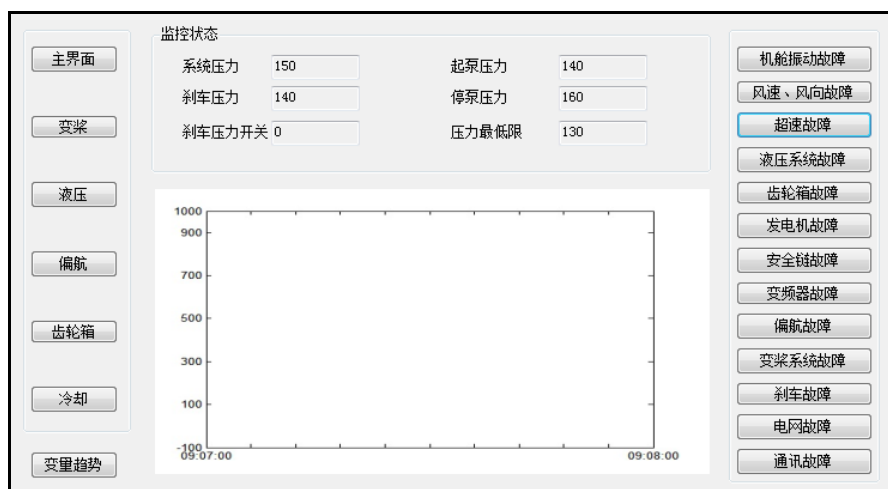 主界面
变桨
液压
偏航
齿轮箱
冷却
变量趋势
监控状态
系统压力 150 起泵压力 140
刹车压力 140 停泵压力 160
刹车压力开关 0 压力最低限 130
1000
900
700
500
300
100
-100
09:07:00 09:08:00
机舱振动故障
风速、风向故障
超速故障
液压系统故障
齿轮箱故障
发电机故障
安全链故障
变频器故障
偏航故障
变桨系统故障
刹车故障
电网故障
通讯故障